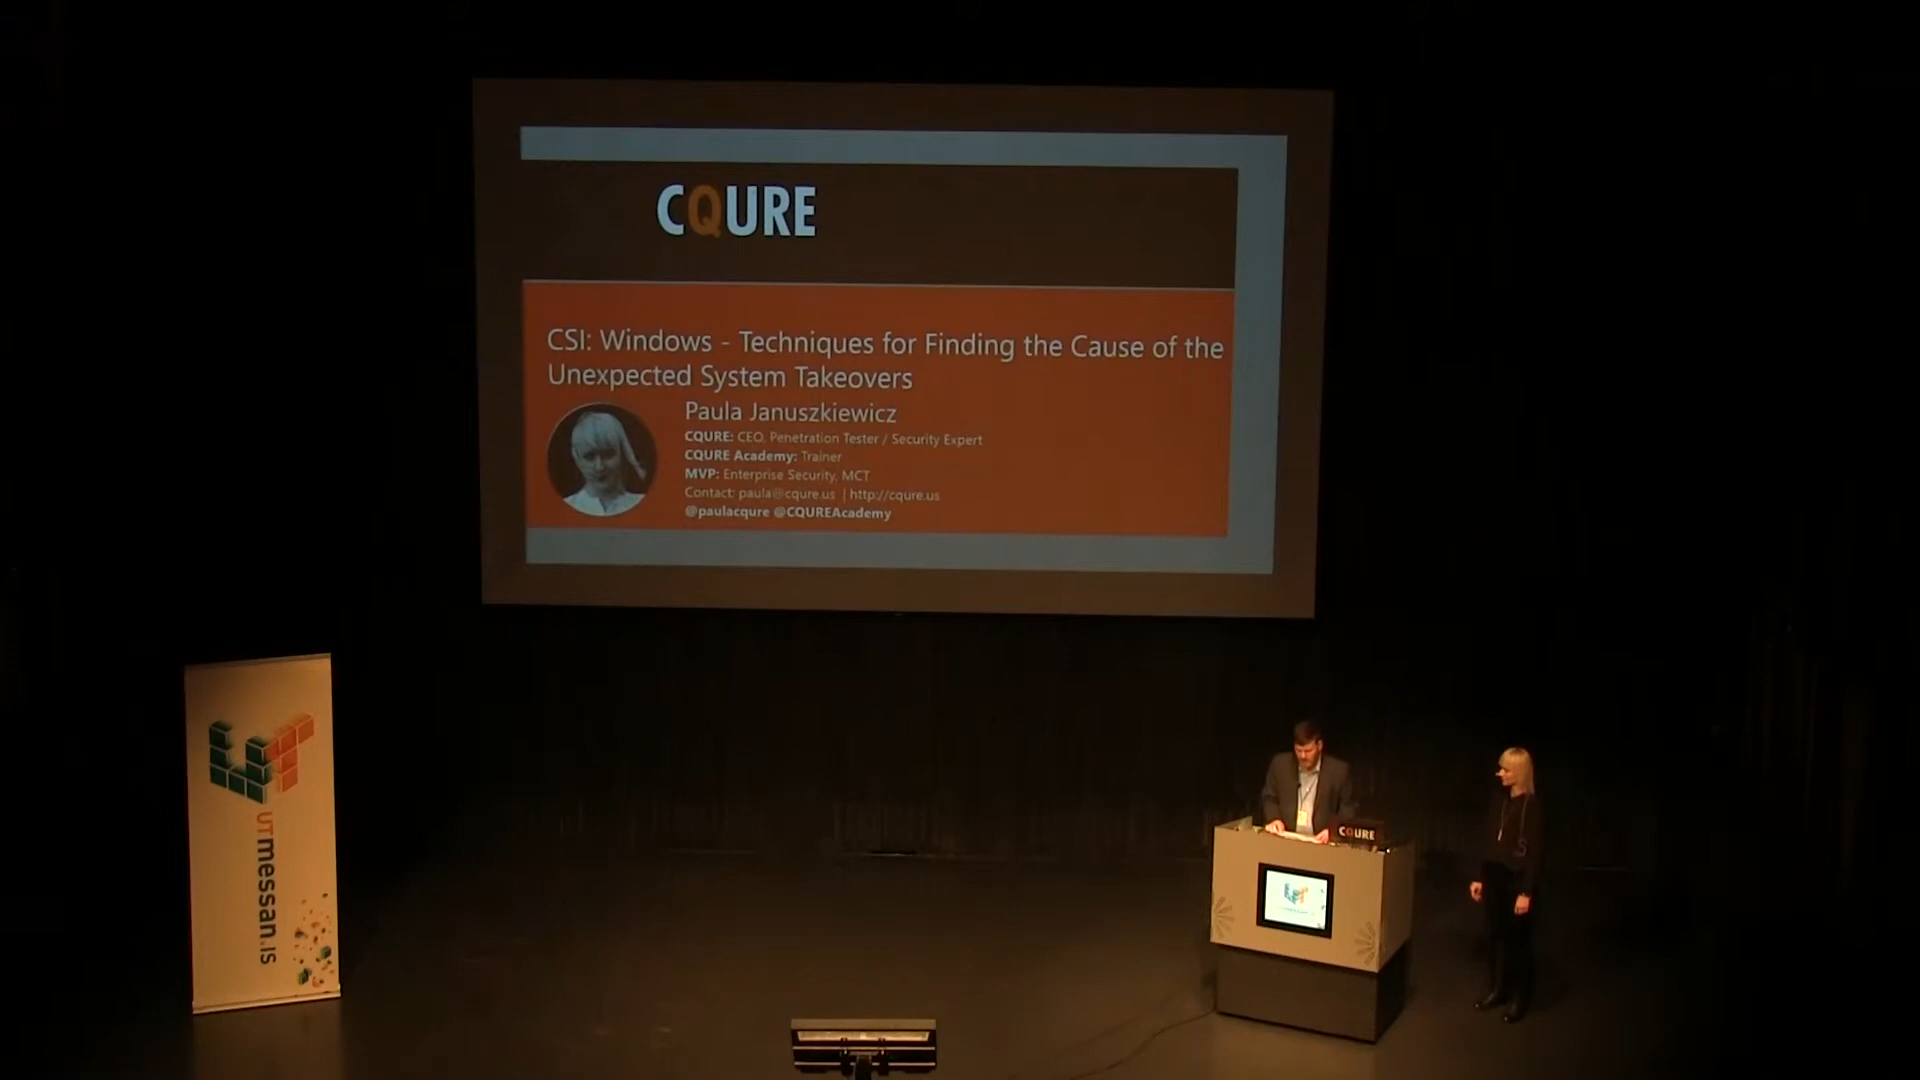 CQURE
CSI: Windows - Techniques for Finding the Cause of the
Unexpected System Takeovers
Paula Januszkiewicz
CQURE: CEO, Penetration Tester / Security Expert
CQURE Academy: Trainer
MVP: Enterprise Security, MCT
Contact: paula@cqure.us | http://cqure.us
@paulacqure @CQUREAcademy
UTmessan.is
CQURE